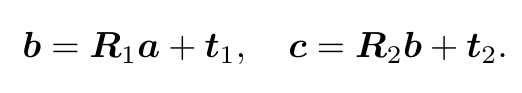 b = R₁a + t₁, c = R₂b + t₂.